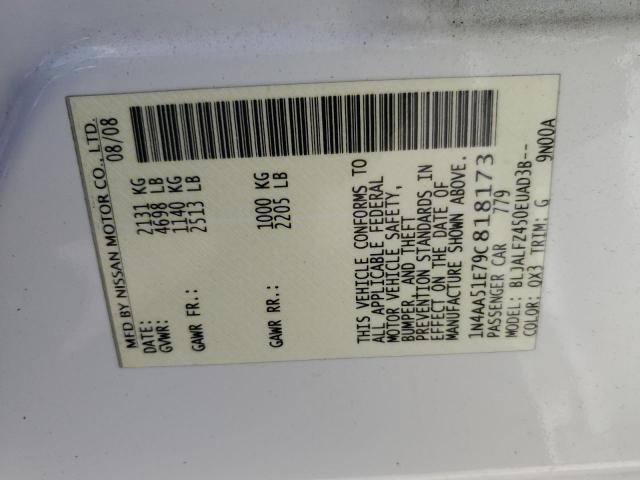 MFD BY NISSAN MOTOR CO., LTD.
DATE: 08/08
GVWR: 2131 KG
4698 LB
GAWR FR.: 1140 KG
2513 LB
GAWR RR.: 1000 KG
2205 LB
THIS VEHICLE CONFORMS TO
ALL APPLICABLE FEDERAL
MOTOR VEHICLE SAFETY,
BUMPER, AND THEFT
PREVENTION STANDARDS IN
EFFECT ON THE DATE OF
MANUFACTURE SHOWN ABOVE.
1N4AA51E79C818173
PASSENGER CAR 779
MODEL: BLJALFZ450EUAD3B--
COLOR: QX3 TRIM: G 9N00A